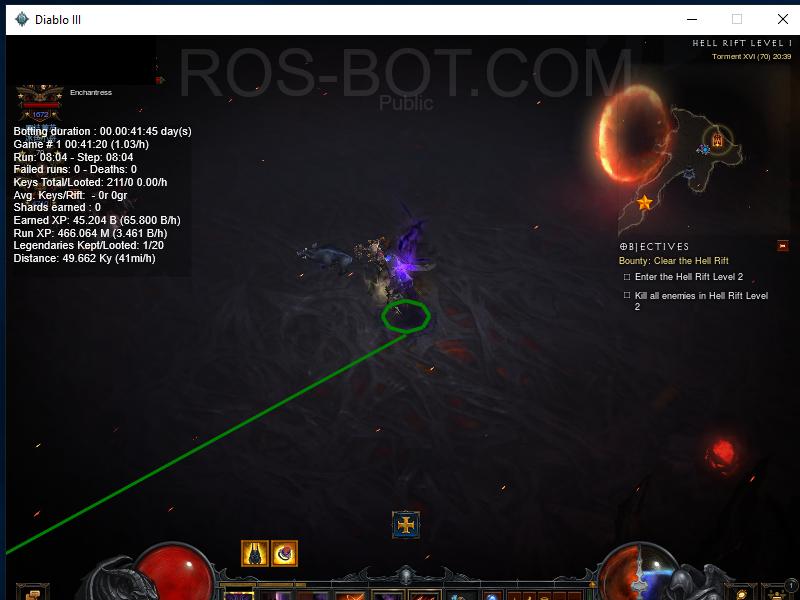 Diablo III
HELL RIFT LEVEL 1
Torment XVI (70) 20:39
ROS-BOT.COM
Public
Enchantress
1672
Botting duration : 00.00:41:45 day(s)
Game # 1 00:41:20 (1.03/h)
Run: 08:04 - Step: 08:04
Failed runs: 0 - Deaths: 0
Keys Total/Looted: 211/0 0.00/h
Avg. Keys/Rift:  - 0r 0gr
Shards earned : 0
Earned XP: 45.204 B (65.800 B/h)
Run XP: 466.064 M (3.461 B/h)
Legendaries Kept/Looted: 1/20
Distance: 49.662 Ky (41mi/h)
OBJECTIVES
Bounty: Clear the Hell Rift
Enter the Hell Rift Level 2
Kill all enemies in Hell Rift Level
2
1